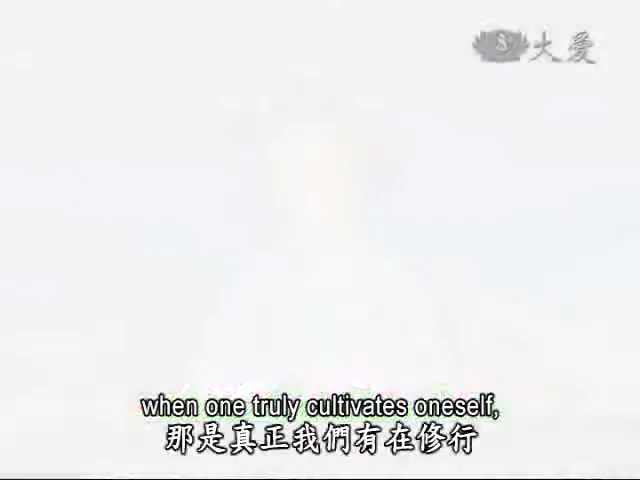 大愛
when one truly cultivates oneself,
那是真正我們有在修行